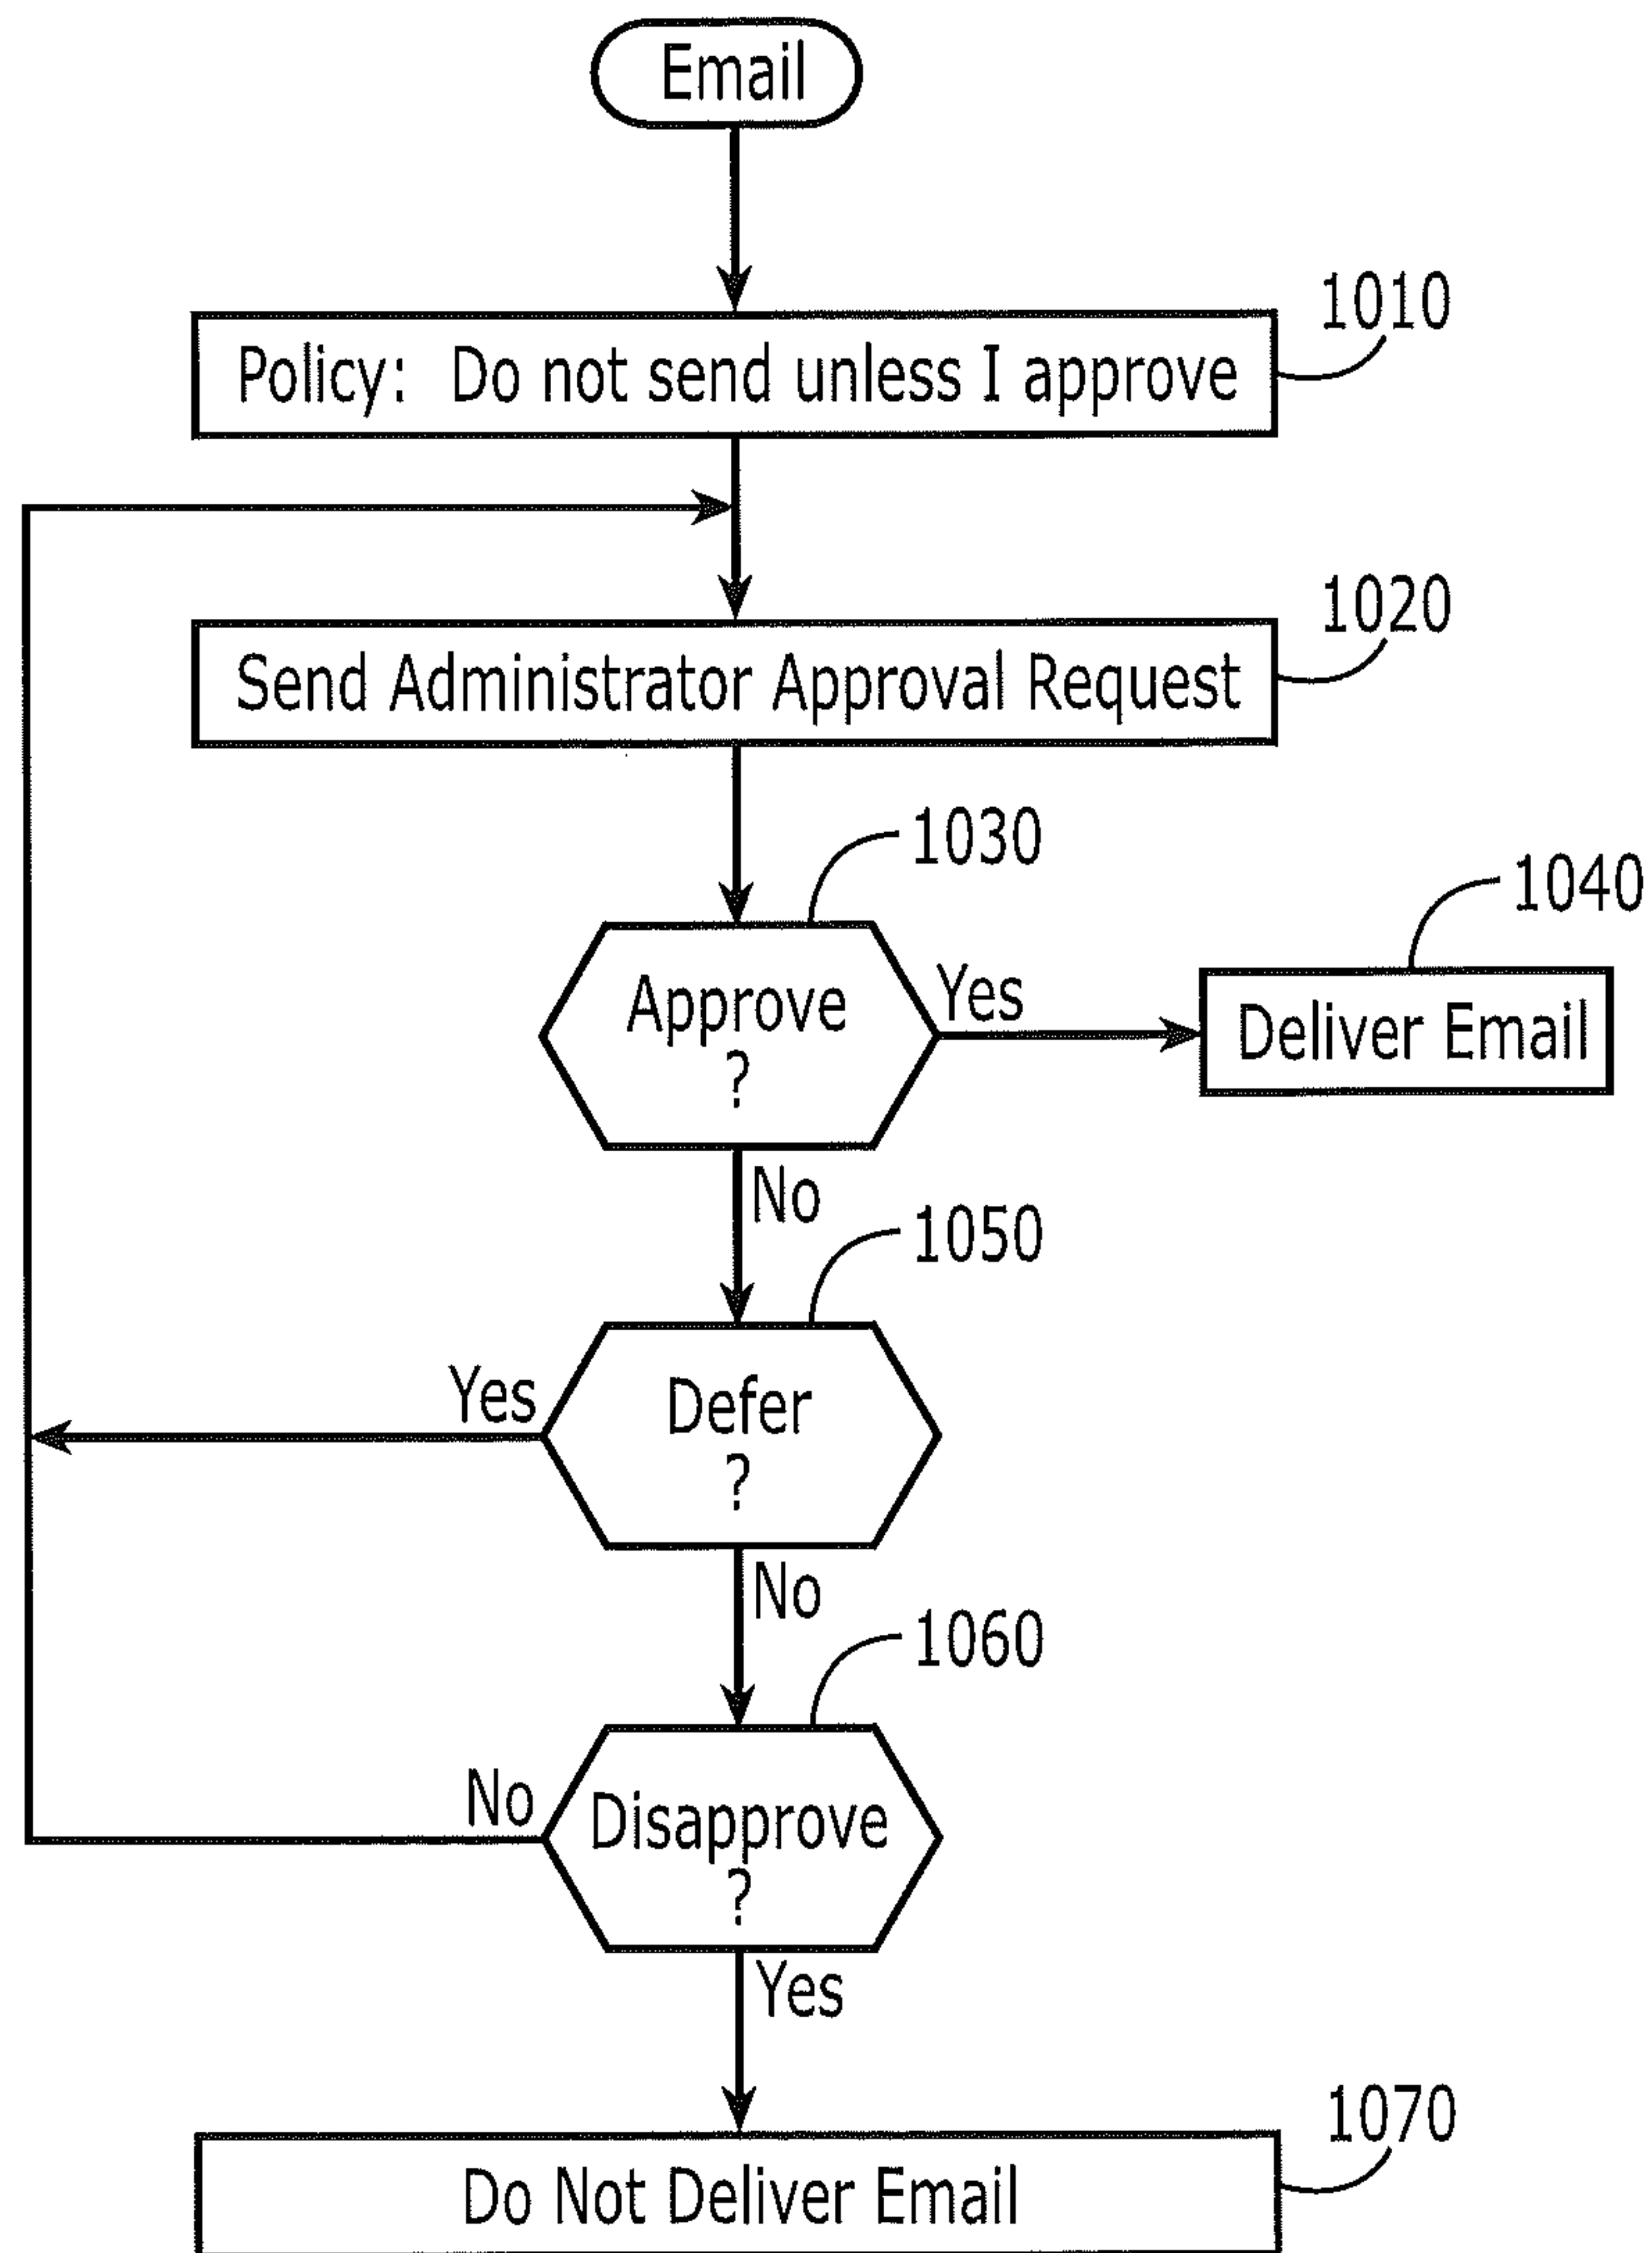 Email
1010
Policy: Do not send unless I approve
1020
Send Administrator Approval Request
1030
1040
Approve
?
Yes
Deliver Email
No
1050
Yes
Defer
?
No
1060
No
Disapprove
?
Yes
1070
Do Not Deliver Email